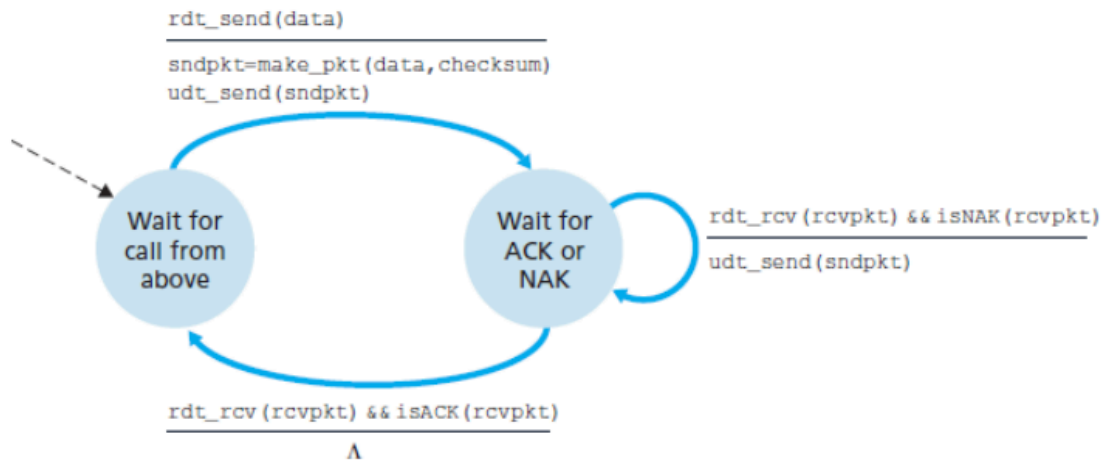 rdt_send(data)
sndpkt=make_pkt(data,checksum)
udt_send(sndpkt)
Wait for
call from
above
Wait for
ACK or
NAK
rdt_rcv(rcvpkt) && isNAK(rcvpkt)
udt_send(sndpkt)
rdt_rcv(rcvpkt) && isACK(rcvpkt)
Λ